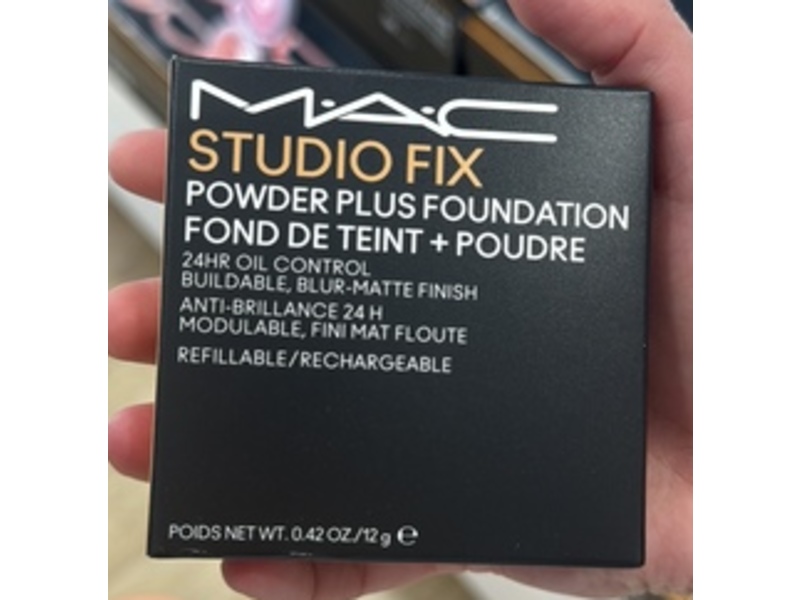 M·A·C
STUDIO FIX
POWDER PLUS FOUNDATION
FOND DE TEINT + POUDRE
24HR OIL CONTROL
BUILDABLE, BLUR-MATTE FINISH
ANTI-BRILLANCE 24 H
MODULABLE, FINI MAT FLOUTE
REFILLABLE/RECHARGEABLE
POIDS NET WT. 0.42 OZ./12 g ℮